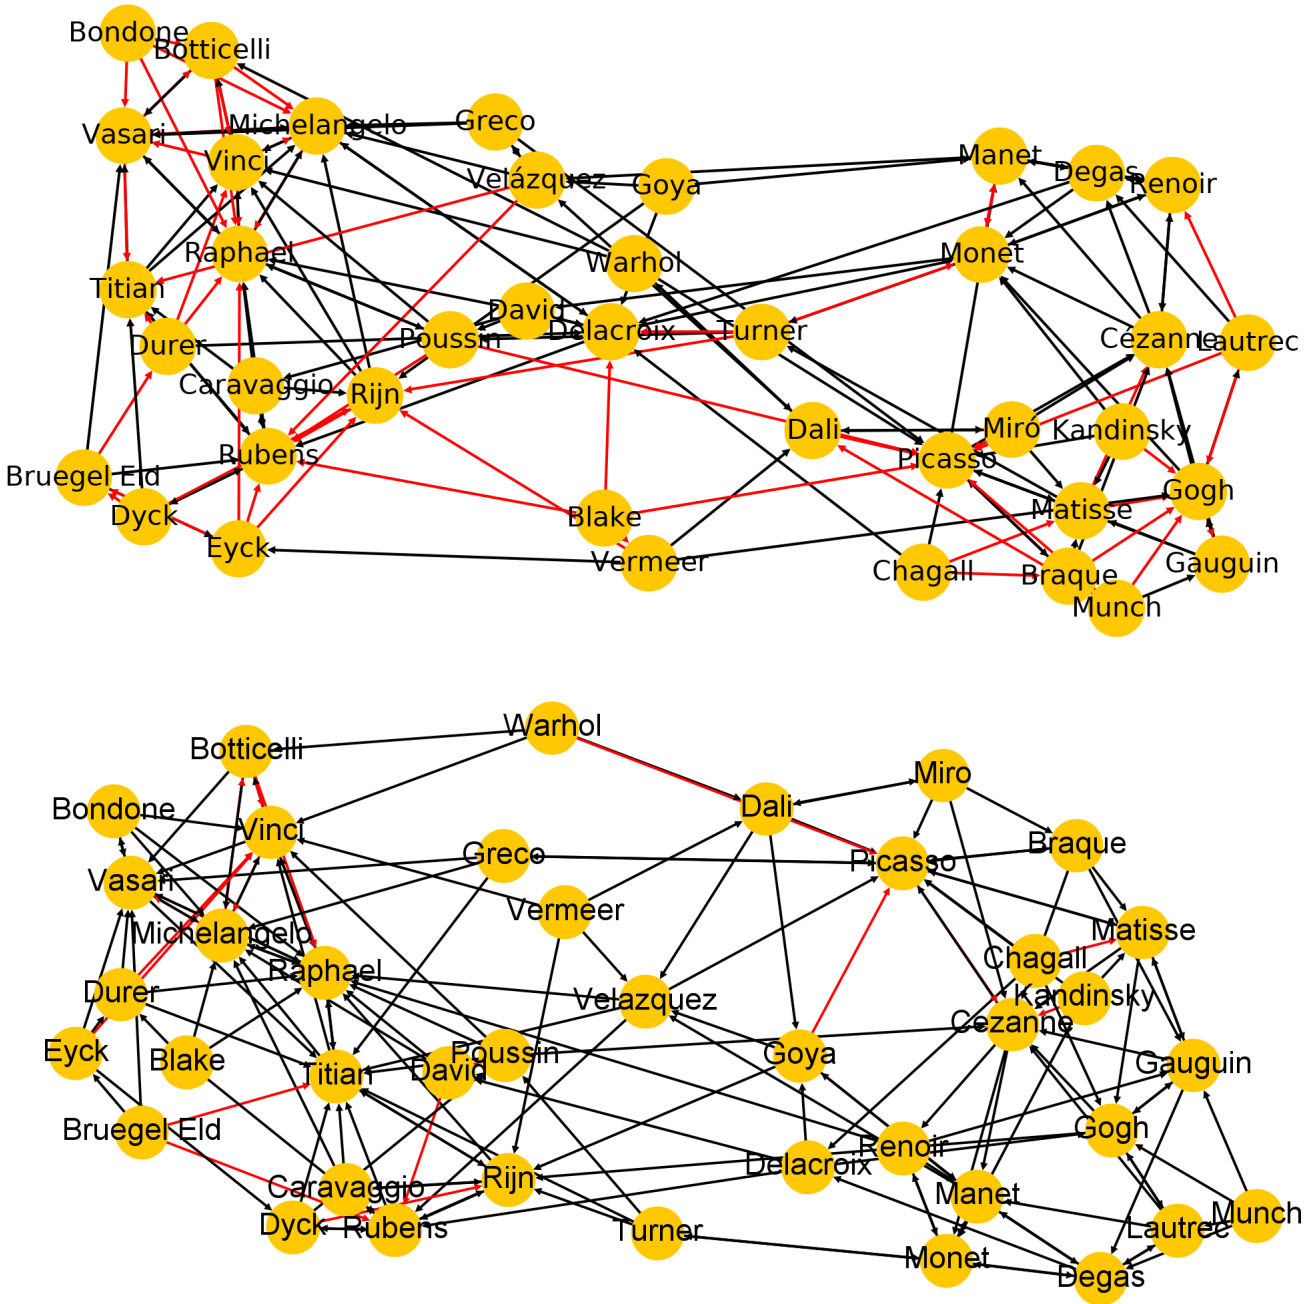 Bondone
Botticelli
Vasari
Michelangelo
Greco
Vinci
Velázquez
Goya
Manet
Degas
Renoir
Raphael
Warhol
Monet
Titian
David
Durer
Poussin
Delacroix
Turner
Cézanne
Lautrec
Caravaggio
Rijn
Dali
Miró
Kandinsky
Rubens
Picasso
Bruegel Eld
Dyck
Gogh
Matisse
Blake
Eyck
Vermeer
Chagall
Braque
Gauguin
Munch
Warhol
Botticelli
Miro
Bondone
Dali
Vinci
Braque
Greco
Picasso
Vasari
Vermeer
Michelangelo
Matisse
Chagall
Raphael
Durer
Velazquez
Kandinsky
Cezanne
Eyck
Blake
Poussin
Goya
Gauguin
Titian
David
Bruegel Eld
Gogh
Renoir
Delacroix
Rijn
Caravaggio
Manet
Dyck
Rubens
Turner
Lautrec
Munch
Monet
Degas